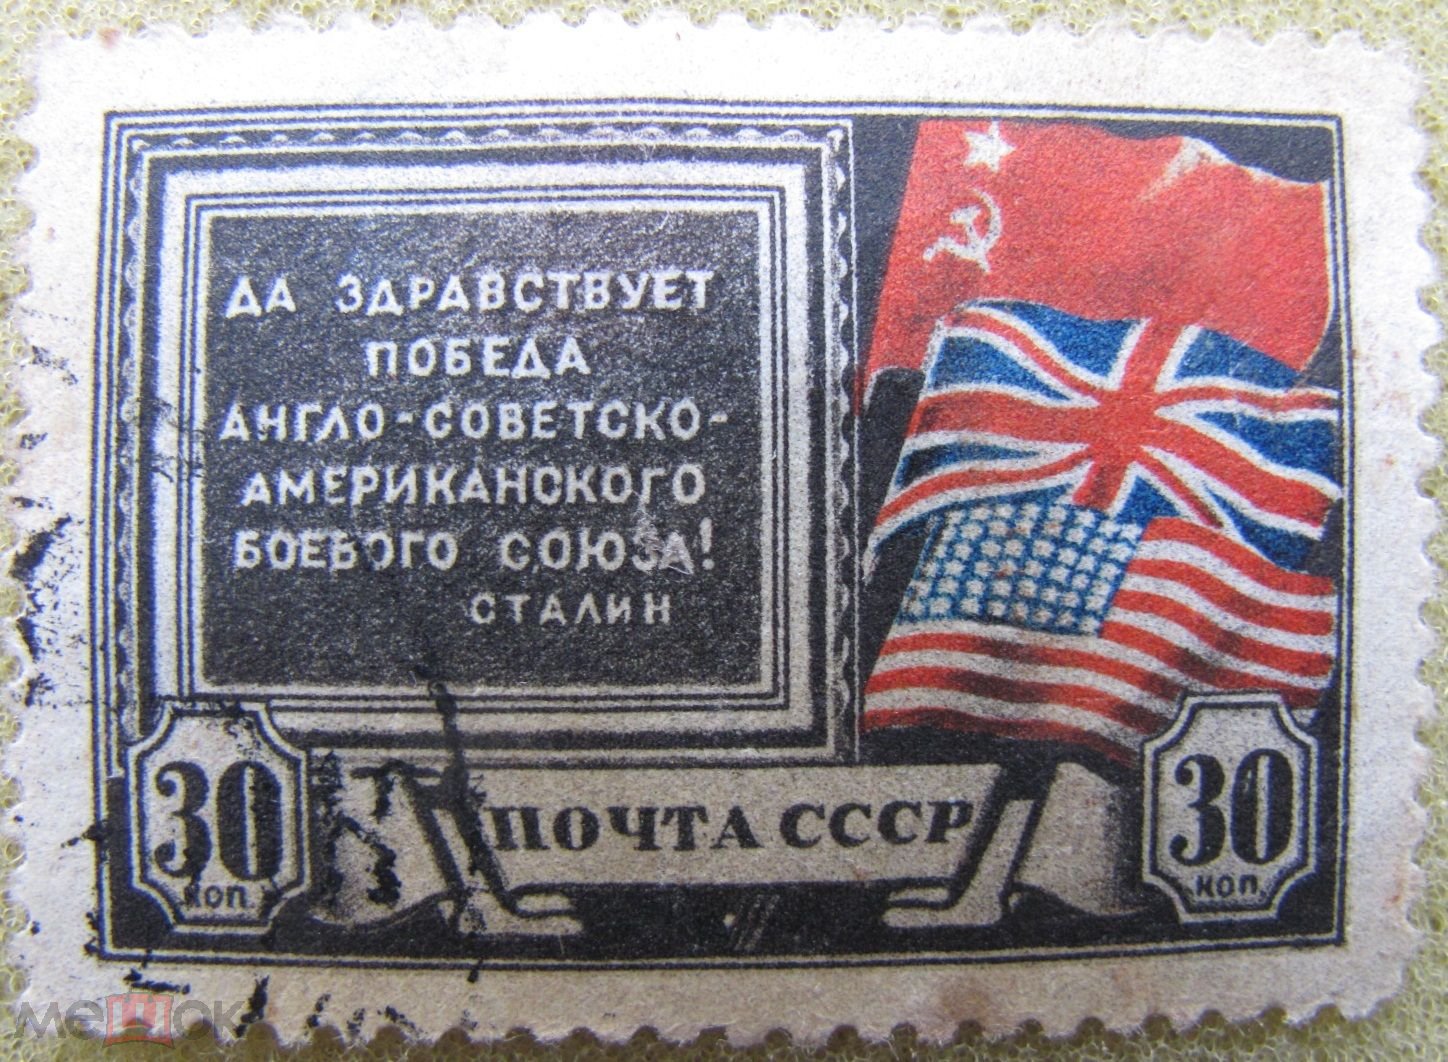 ДА ЗДРАВСТВУЕТ
ПОБЕДА
АНГЛО-СОВЕТСКО-
АМЕРИКАНСКОГО
БОЕВОГО СОЮЗА!
СТАЛИН
30
КОП.
ПОЧТА СССР
30
КОП.
мешок